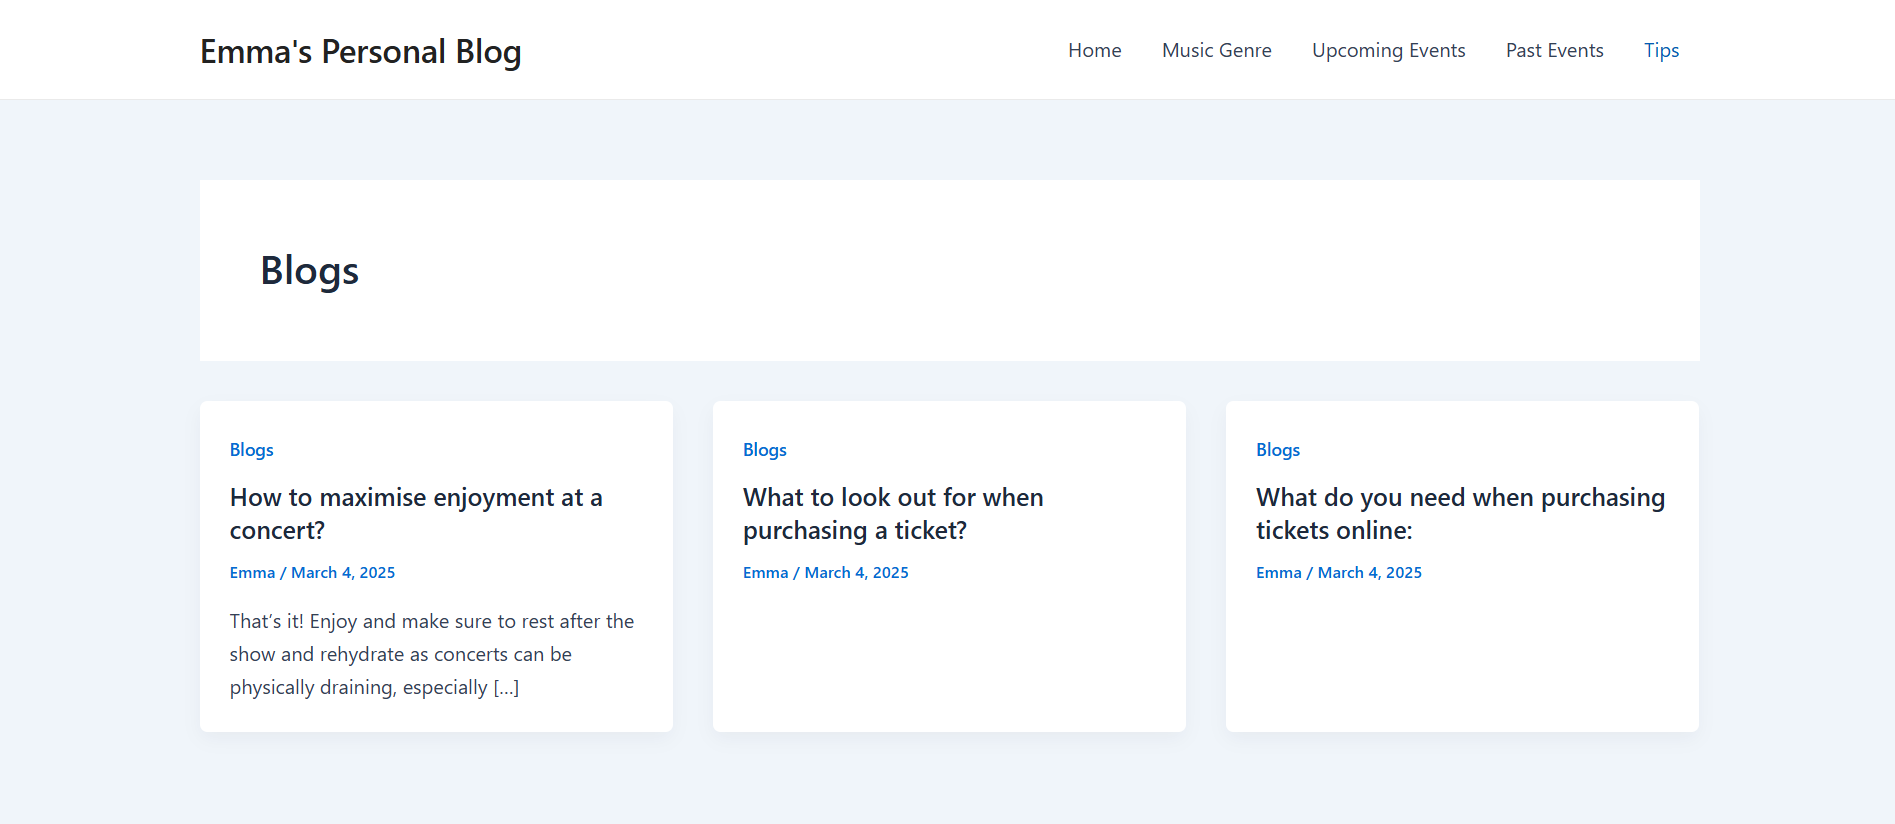 Emma's Personal Blog
Home Music Genre Upcoming Events Past Events Tips
Blogs
Blogs
How to maximise enjoyment at a
concert?
Emma / March 4, 2025
That’s it! Enjoy and make sure to rest after the
show and rehydrate as concerts can be
physically draining, especially […]
Blogs
What to look out for when
purchasing a ticket?
Emma / March 4, 2025
Blogs
What do you need when purchasing
tickets online:
Emma / March 4, 2025